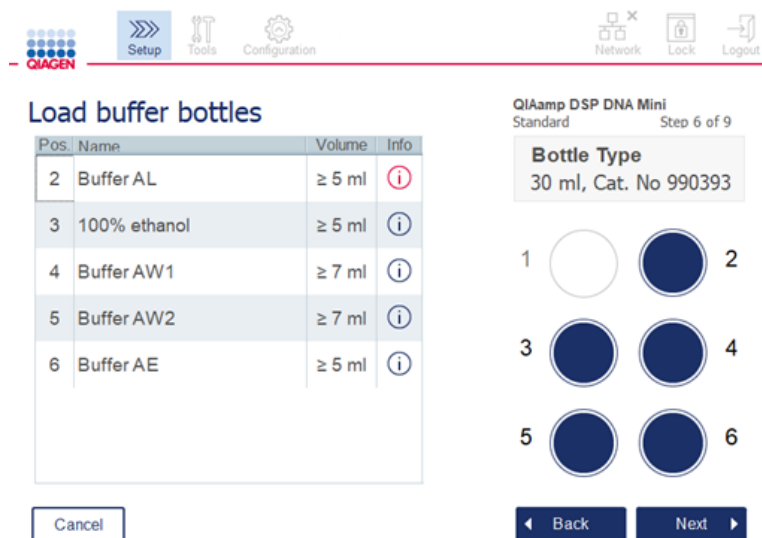 QIAGEN
Setup
Tools
Configuration
Network
Lock
Logout
Load buffer bottles
QIAamp DSP DNA Mini
Standard Step 6 of 9
Pos. Name Volume Info
2 Buffer AL ≥ 5 ml i
3 100% ethanol ≥ 5 ml i
4 Buffer AW1 ≥ 7 ml i
5 Buffer AW2 ≥ 7 ml i
6 Buffer AE ≥ 5 ml i
Bottle Type
30 ml, Cat. No 990393
1 2
3 4
5 6
Cancel
Back
Next